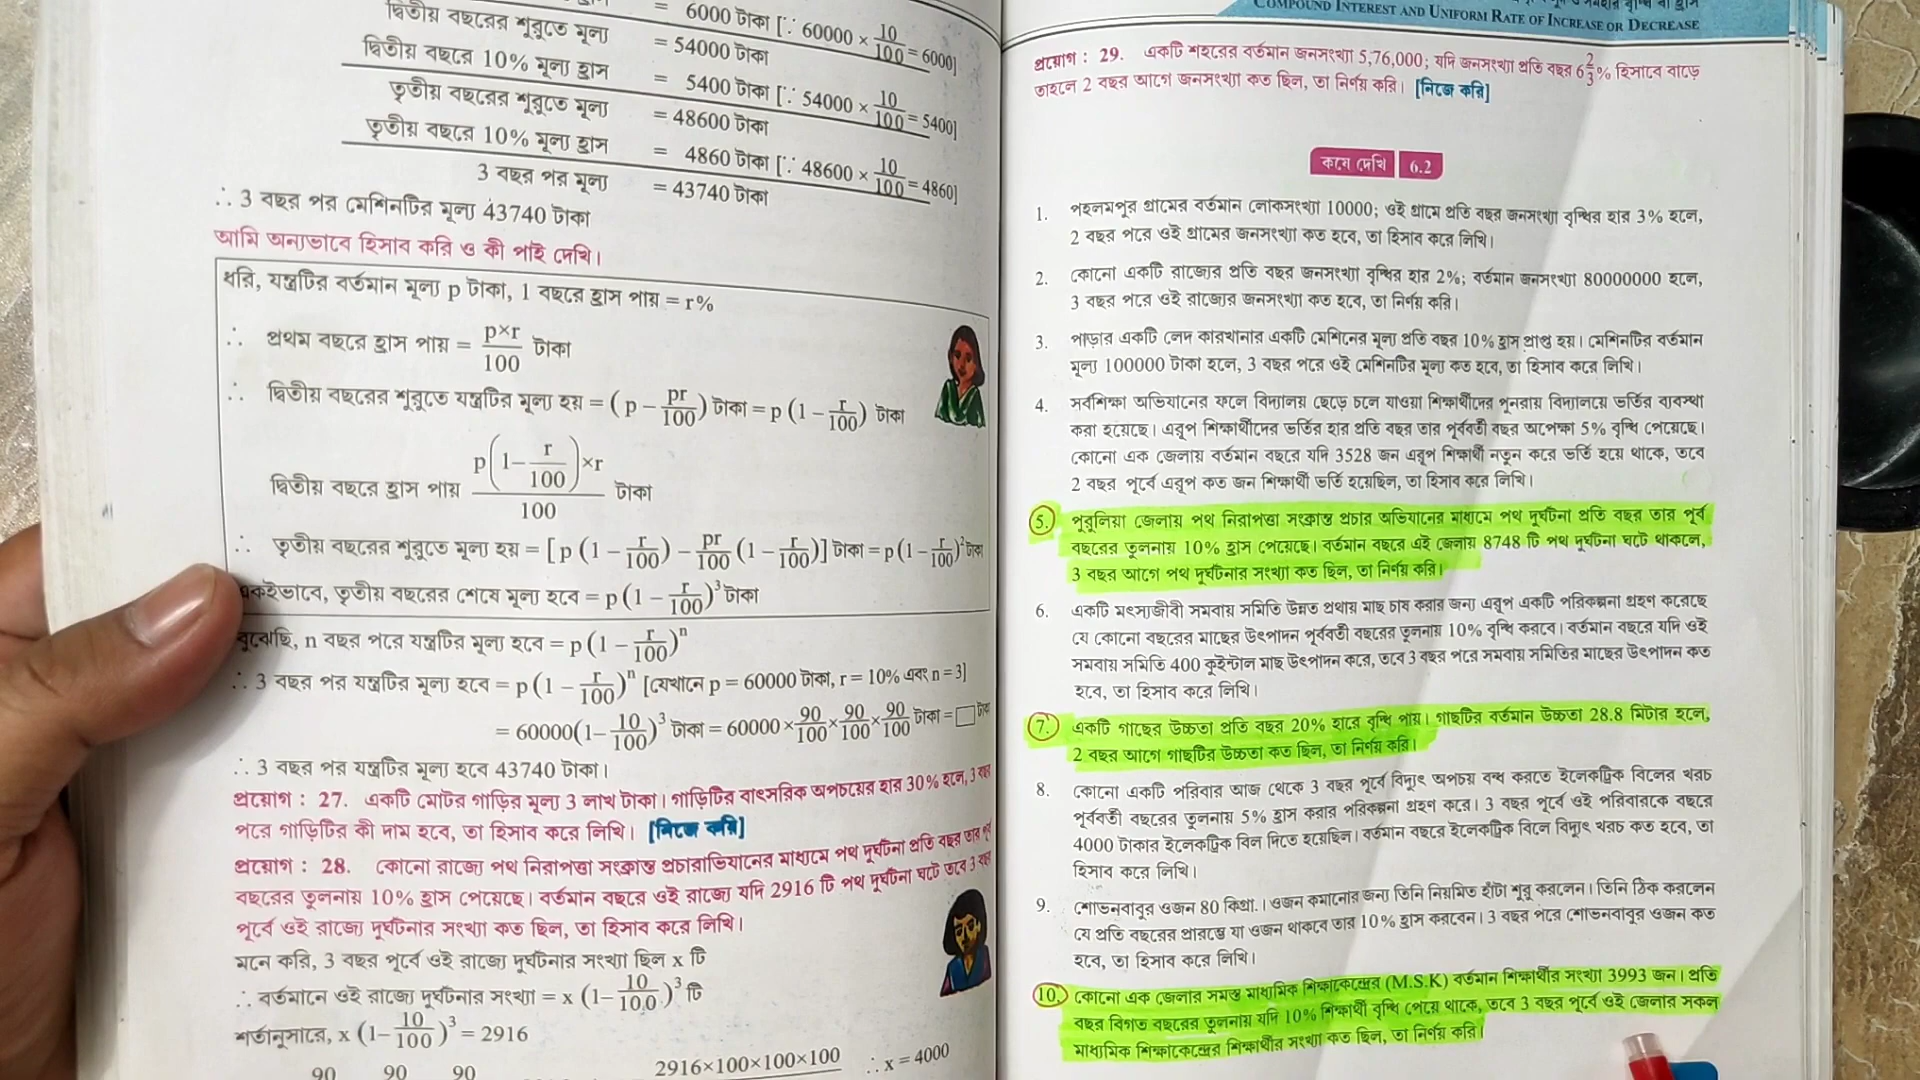 দ্বিতীয় বছরের শুরুতে মূল্য = 54000 টাকা
= 6000 টাকা [∵ 60000 × 10/100 = 6000]
দ্বিতীয় বছরে 10% মূল্য হ্রাস = 5400 টাকা [∵ 54000 × 10/100 = 5400]
তৃতীয় বছরের শুরুতে মূল্য = 48600 টাকা
তৃতীয় বছরে 10% মূল্য হ্রাস = 4860 টাকা [∵ 48600 × 10/100 = 4860]
3 বছর পর মূল্য = 43740 টাকা
∴ 3 বছর পর মেশিনটির মূল্য 43740 টাকা
আমি অন্যভাবে হিসাব করি ও কী পাই দেখি।
ধরি, যন্ত্রটির বর্তমান মূল্য p টাকা, 1 বছরে হ্রাস পায় = r%
∴ প্রথম বছরে হ্রাস পায় = p×r/100 টাকা
∴ দ্বিতীয় বছরের শুরুতে যন্ত্রটির মূল্য হয় = (p − pr/100) টাকা = p (1 − r/100) টাকা
দ্বিতীয় বছরে হ্রাস পায় p(1− r/100)×r/100 টাকা
∴ তৃতীয় বছরের শুরুতে মূল্য হয় = [p (1 − r/100) − pr/100 (1 − r/100)] টাকা = p(1 − r/100)² টাকা
একইভাবে, তৃতীয় বছরের শেষে মূল্য হবে = p (1 − r/100)³ টাকা
বুঝেছি, n বছর পরে যন্ত্রটির মূল্য হবে = p (1 − r/100)ⁿ
∴ 3 বছর পর যন্ত্রটির মূল্য হবে = p (1 − r/100)ⁿ [যেখানে p = 60000 টাকা, r = 10% এবং n = 3]
= 60000(1− 10/100)³ টাকা = 60000 × 90/100 × 90/100 × 90/100 টাকা = □ টাকা
∴ 3 বছর পর যন্ত্রটির মূল্য হবে 43740 টাকা।
প্রয়োগ : 27. একটি মোটর গাড়ির মূল্য 3 লাখ টাকা। গাড়িটির বাৎসরিক অপচয়ের হার 30% হলে, 3 বছর
পরে গাড়িটির কী দাম হবে, তা হিসাব করে লিখি। [নিজে করি]
প্রয়োগ : 28. কোনো রাজ্যে পথ নিরাপত্তা সংক্রান্ত প্রচারাভিযানের মাধ্যমে পথ দুর্ঘটনা প্রতি বছর তার পূর্ব
বছরের তুলনায় 10% হ্রাস পেয়েছে। বর্তমান বছরে ওই রাজ্যে যদি 2916 টি পথ দুর্ঘটনা ঘটে তবে 3 বছর
পূর্বে ওই রাজ্যে দুর্ঘটনার সংখ্যা কত ছিল, তা হিসাব করে লিখি।
মনে করি, 3 বছর পূর্বে ওই রাজ্যে দুর্ঘটনার সংখ্যা ছিল x টি
∴ বর্তমানে ওই রাজ্যে দুর্ঘটনার সংখ্যা = x (1− 10/100)³ টি
শর্তানুসারে, x (1− 10/100)³ = 2916
90 90 90 2916×100×100×100 ∴ x = 4000
COMPOUND INTEREST AND UNIFORM RATE OF INCREASE OR DECREASE
প্রয়োগ : 29. একটি শহরের বর্তমান জনসংখ্যা 5,76,000; যদি জনসংখ্যা প্রতি বছর 6 2/3% হিসাবে বাড়ে
তাহলে 2 বছর আগে জনসংখ্যা কত ছিল, তা নির্ণয় করি। [নিজে করি]
কষে দেখি 6.2
1. পহলমপুর গ্রামের বর্তমান লোকসংখ্যা 10000; ওই গ্রামে প্রতি বছর জনসংখ্যা বৃদ্ধির হার 3% হলে,
2 বছর পরে ওই গ্রামের জনসংখ্যা কত হবে, তা হিসাব করে লিখি।
2. কোনো একটি রাজ্যের প্রতি বছর জনসংখ্যা বৃদ্ধির হার 2%; বর্তমান জনসংখ্যা 80000000 হলে,
3 বছর পরে ওই রাজ্যের জনসংখ্যা কত হবে, তা নির্ণয় করি।
3. পাড়ার একটি লেদ কারখানার একটি মেশিনের মূল্য প্রতি বছর 10% হ্রাস প্রাপ্ত হয়। মেশিনটির বর্তমান
মূল্য 100000 টাকা হলে, 3 বছর পরে ওই মেশিনটির মূল্য কত হবে, তা হিসাব করে লিখি।
4. সর্বশিক্ষা অভিযানের ফলে বিদ্যালয় ছেড়ে চলে যাওয়া শিক্ষার্থীদের পুনরায় বিদ্যালয়ে ভর্তির ব্যবস্থা
করা হয়েছে। এরূপ শিক্ষার্থীদের ভর্তির হার প্রতি বছর তার পূর্ববর্তী বছর অপেক্ষা 5% বৃদ্ধি পেয়েছে।
কোনো এক জেলায় বর্তমান বছরে যদি 3528 জন এরূপ শিক্ষার্থী নতুন করে ভর্তি হয়ে থাকে, তবে
2 বছর পূর্বে এরূপ কত জন শিক্ষার্থী ভর্তি হয়েছিল, তা হিসাব করে লিখি।
5. পুরুলিয়া জেলায় পথ নিরাপত্তা সংক্রান্ত প্রচার অভিযানের মাধ্যমে পথ দুর্ঘটনা প্রতি বছর তার পূর্ব
বছরের তুলনায় 10% হ্রাস পেয়েছে। বর্তমান বছরে এই জেলায় 8748 টি পথ দুর্ঘটনা ঘটে থাকলে,
3 বছর আগে পথ দুর্ঘটনার সংখ্যা কত ছিল, তা নির্ণয় করি।
6. একটি মৎস্যজীবী সমবায় সমিতি উন্নত প্রথায় মাছ চাষ করার জন্য এরূপ একটি পরিকল্পনা গ্রহণ করেছে
যে কোনো বছরের মাছের উৎপাদন পূর্ববর্তী বছরের তুলনায় 10% বৃদ্ধি করবে। বর্তমান বছরে যদি ওই
সমবায় সমিতি 400 কুইন্টাল মাছ উৎপাদন করে, তবে 3 বছর পরে সমবায় সমিতির মাছের উৎপাদন কত
হবে, তা হিসাব করে লিখি।
7. একটি গাছের উচ্চতা প্রতি বছর 20% হারে বৃদ্ধি পায়। গাছটির বর্তমান উচ্চতা 28.8 মিটার হলে,
2 বছর আগে গাছটির উচ্চতা কত ছিল, তা নির্ণয় করি।
8. কোনো একটি পরিবার আজ থেকে 3 বছর পূর্বে বিদ্যুৎ অপচয় বন্ধ করতে ইলেকট্রিক বিলের খরচ
পূর্ববর্তী বছরের তুলনায় 5% হ্রাস করার পরিকল্পনা গ্রহণ করে। 3 বছর পূর্বে ওই পরিবারকে বছরে
4000 টাকার ইলেকট্রিক বিল দিতে হয়েছিল। বর্তমান বছরে ইলেকট্রিক বিলে বিদ্যুৎ খরচ কত হবে, তা
হিসাব করে লিখি।
9. শোভনবাবুর ওজন 80 কিগ্রা.। ওজন কমানোর জন্য তিনি নিয়মিত হাঁটা শুরু করলেন। তিনি ঠিক করলেন
যে প্রতি বছরের প্রারম্ভে যা ওজন থাকবে তার 10% হ্রাস করবেন। 3 বছর পরে শোভনবাবুর ওজন কত
হবে, তা হিসাব করে লিখি।
10. কোনো এক জেলার সমস্ত মাধ্যমিক শিক্ষাকেন্দ্রের (M.S.K) বর্তমান শিক্ষার্থীর সংখ্যা 3993 জন। প্রতি
বছর বিগত বছরের তুলনায় যদি 10% শিক্ষার্থী বৃদ্ধি পেয়ে থাকে, তবে 3 বছর পূর্বে ওই জেলার সকল
মাধ্যমিক শিক্ষাকেন্দ্রের শিক্ষার্থীর সংখ্যা কত ছিল, তা নির্ণয় করি।